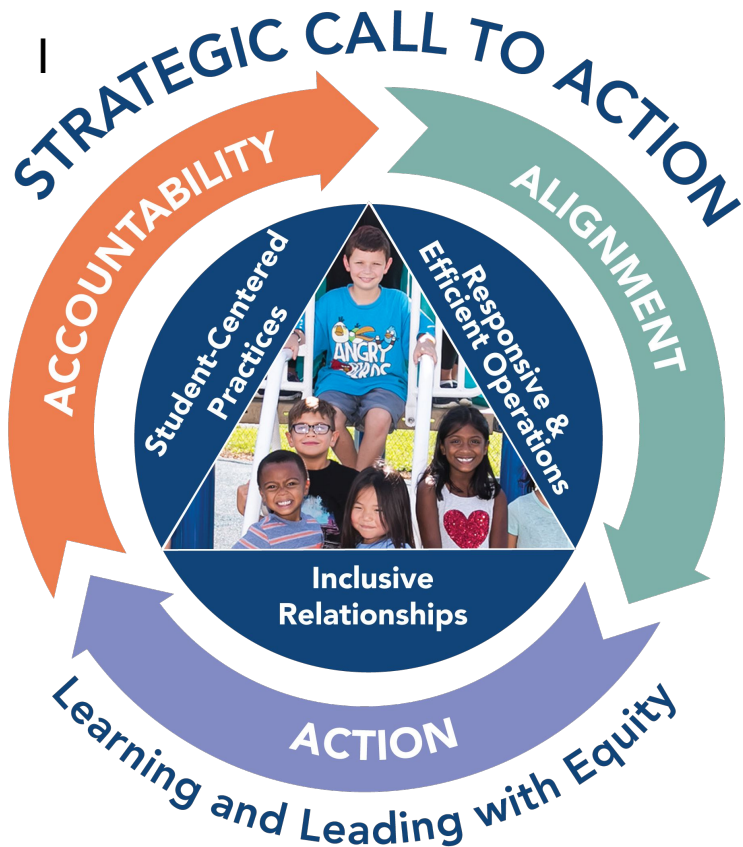 I
STRATEGIC CALL TO ACTION
ACCOUNTABILITY
ALIGNMENT
Student-Centered
Practices
Responsive &
Efficient Operations
ANGRY
Inclusive
Relationships
ACTION
Learning and Leading with Equity